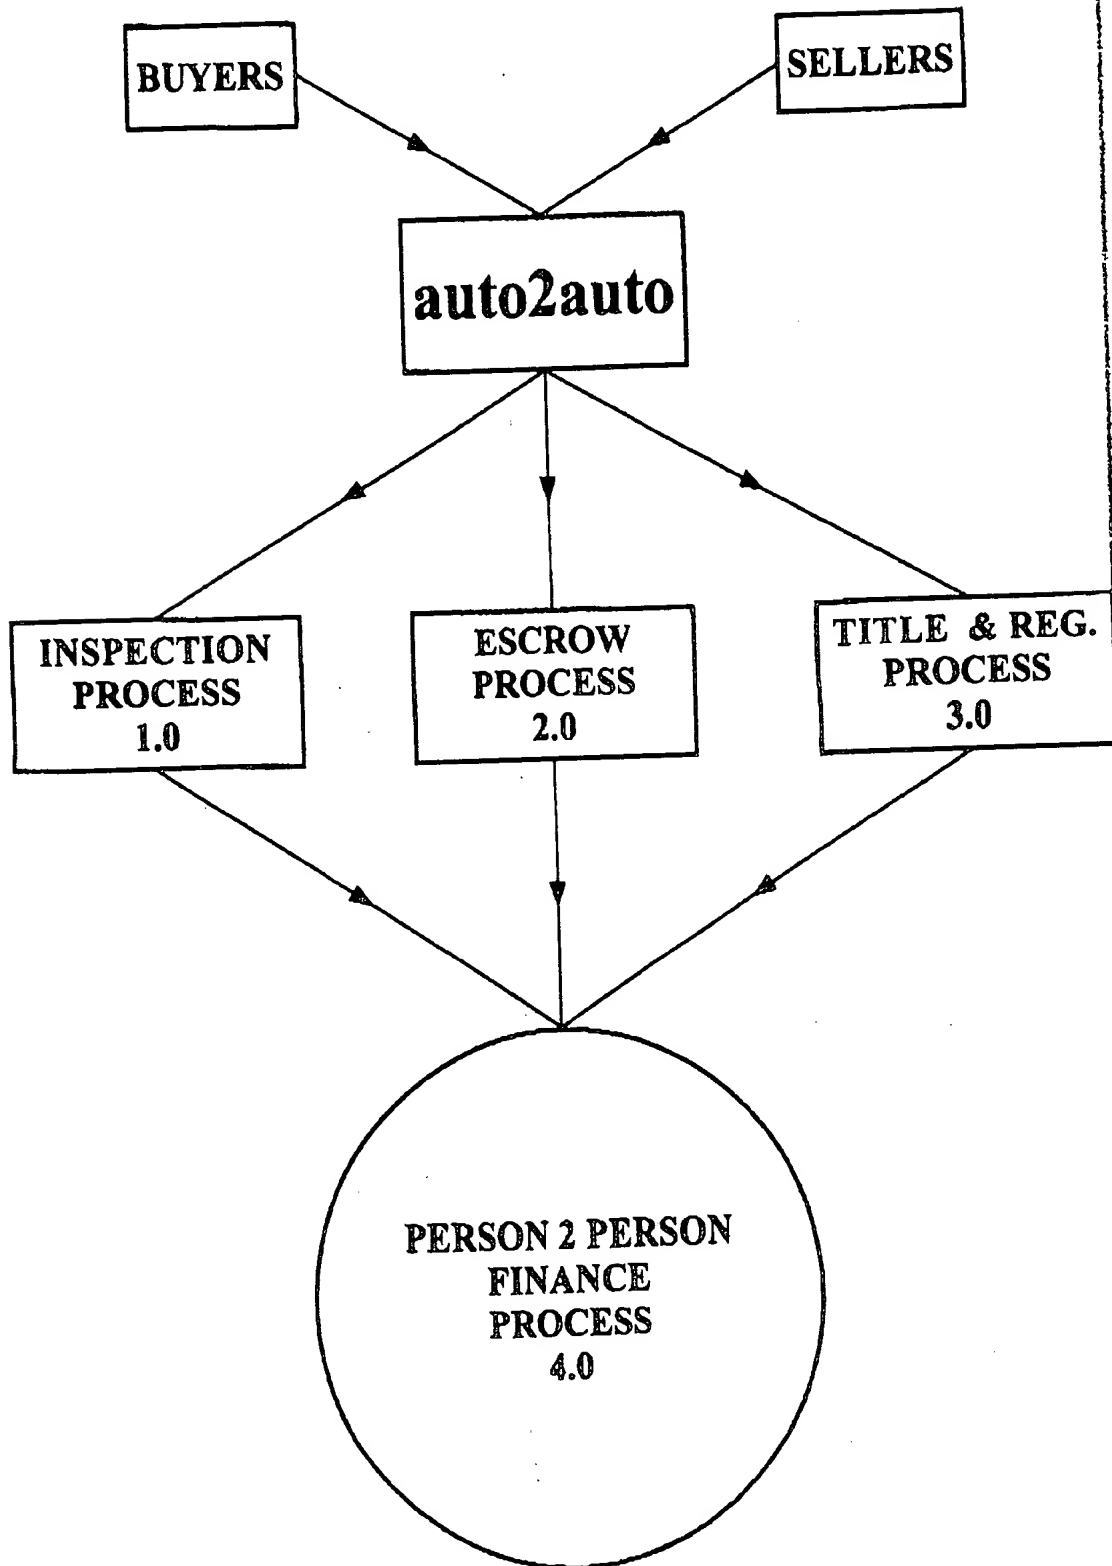 BUYERS
SELLERS
auto2auto
INSPECTION
PROCESS
1.0
ESCROW
PROCESS
2.0
TITLE & REG.
PROCESS
3.0
PERSON 2 PERSON
FINANCE
PROCESS
4.0